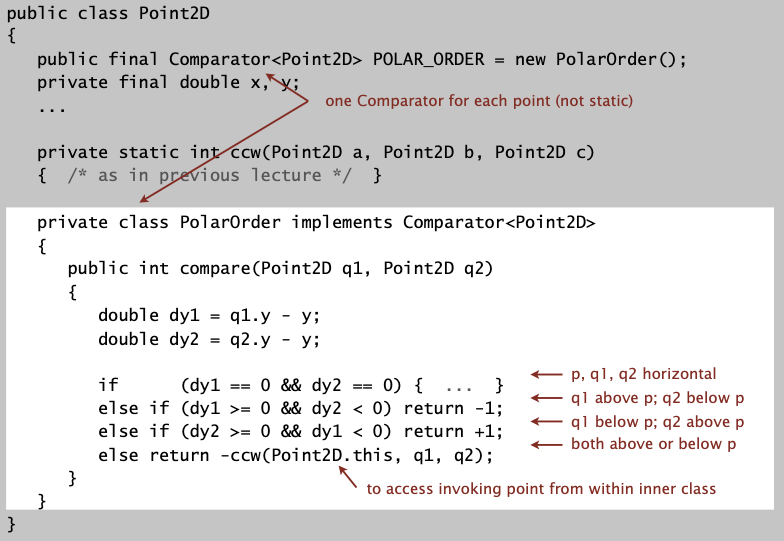 public class Point2D
{
public final Comparator<Point2D> POLAR_ORDER = new PolarOrder();
private final double x, y;
...
one Comparator for each point (not static)
private static int ccw(Point2D a, Point2D b, Point2D c)
{ /* as in previous lecture */ }
private class PolarOrder implements Comparator<Point2D>
{
public int compare(Point2D q1, Point2D q2)
{
double dy1 = q1.y - y;
double dy2 = q2.y - y;
if (dy1 == 0 && dy2 == 0) { ... }
p, q1, q2 horizontal
else if (dy1 >= 0 && dy2 < 0) return -1;
q1 above p; q2 below p
else if (dy2 >= 0 && dy1 < 0) return +1;
q1 below p; q2 above p
else return -ccw(Point2D.this, q1, q2);
both above or below p
}
to access invoking point from within inner class
}
}